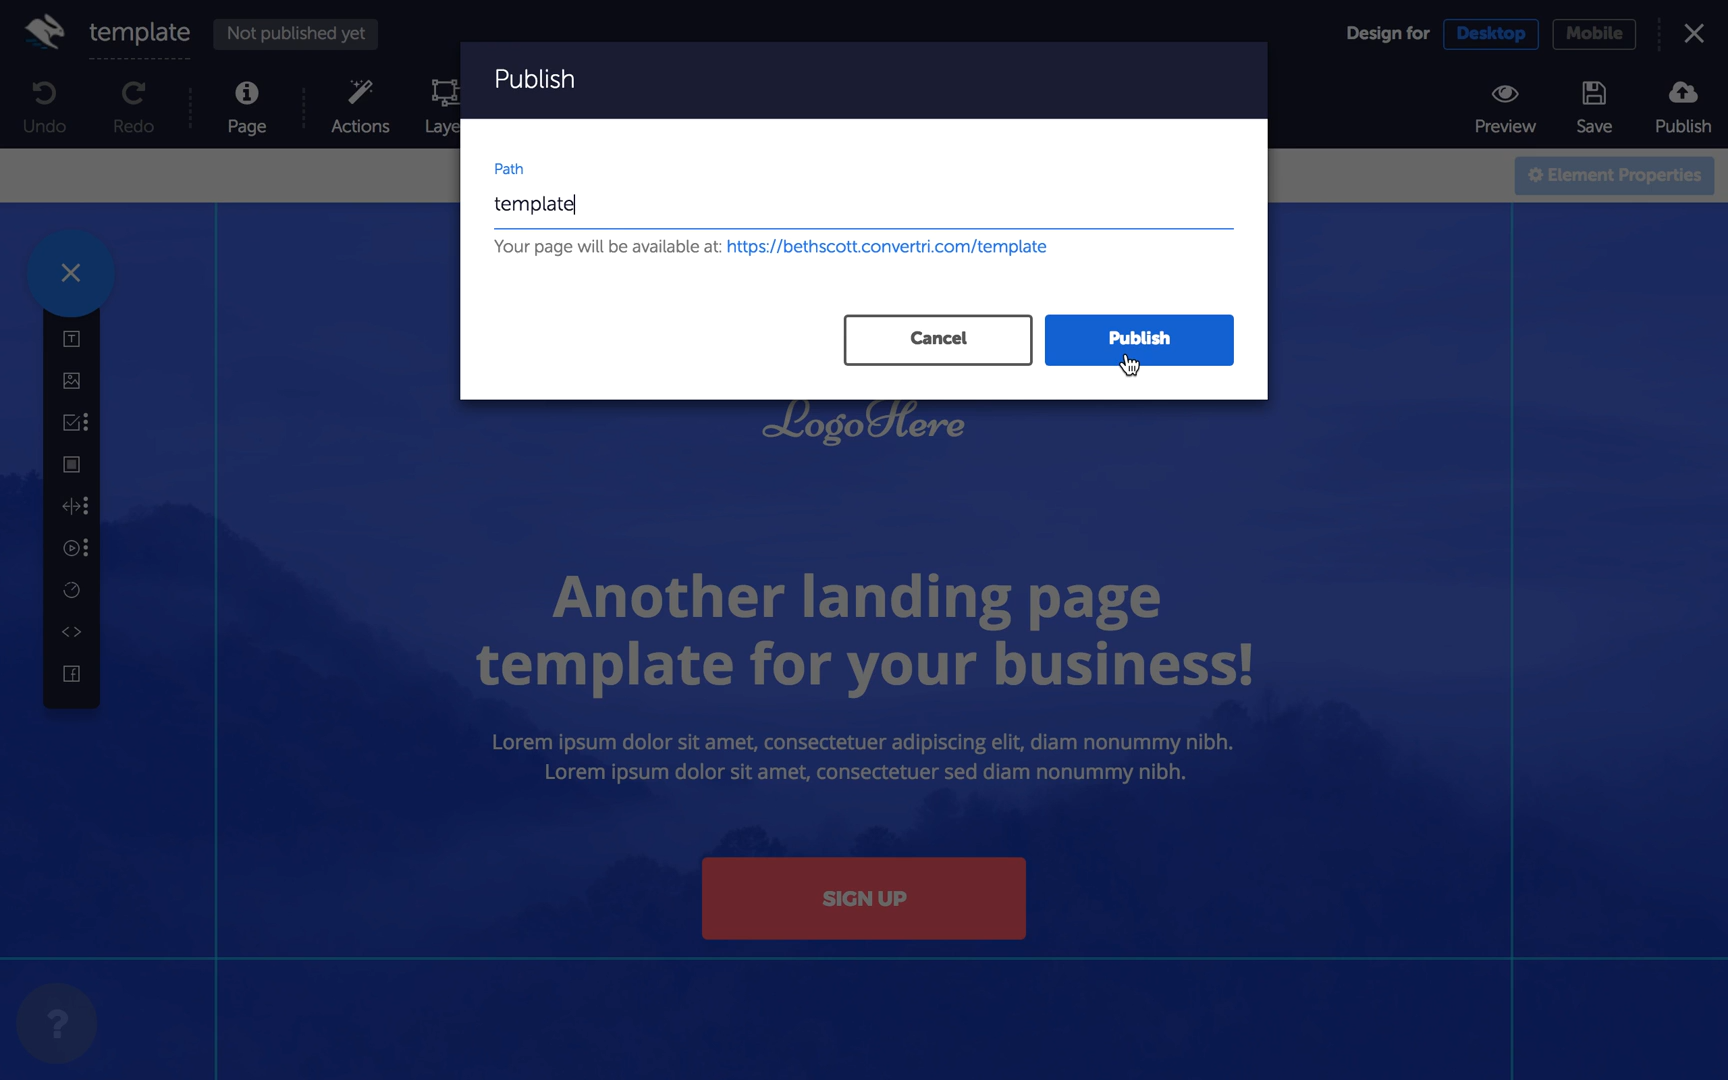 template
Not published yet
Design for
Desktop
Mobile
Undo
Redo
Page
Actions
Laye
Preview
Save
Publish
Element Properties
Publish
Path
template
Your page will be available at: https://bethscott.convertri.com/template
Cancel
Publish
LogoHere
Another landing page
template for your business!
Lorem ipsum dolor sit amet, consectetuer adipiscing elit, diam nonummy nibh.
Lorem ipsum dolor sit amet, consectetuer sed diam nonummy nibh.
SIGN UP
?